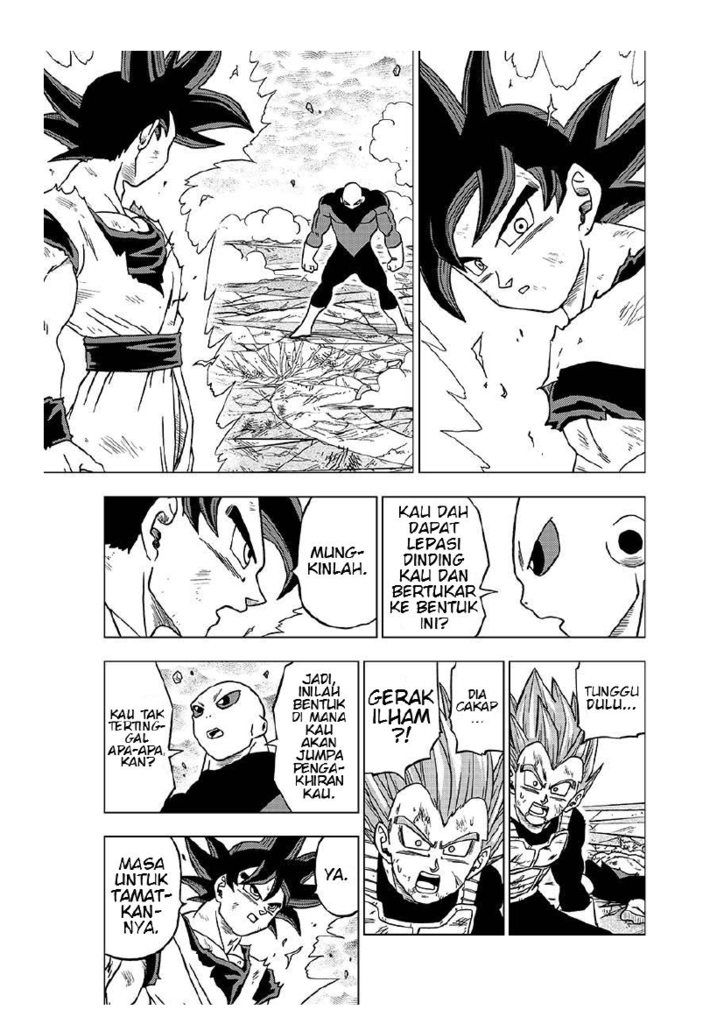 KAU DAH
DAPAT
LEPASI
DINDING
KAU DAN
BERTUKAR
KE BENTUK
INI?
MUNG-
KINLAH.
TUNGGU
DULU...
DIA
CAKAP
...
GERAK
ILHAM
?!
JADI,
INILAH
BENTUK
DI MANA
KAU
AKAN
JUMPA
PENGA-
KHIRAN
KAU.
KAU TAK
TERTING-
GAL
APA-APA,
KAN?
YA.
MASA
UNTUK
TAMAT-
KAN-
NYA.